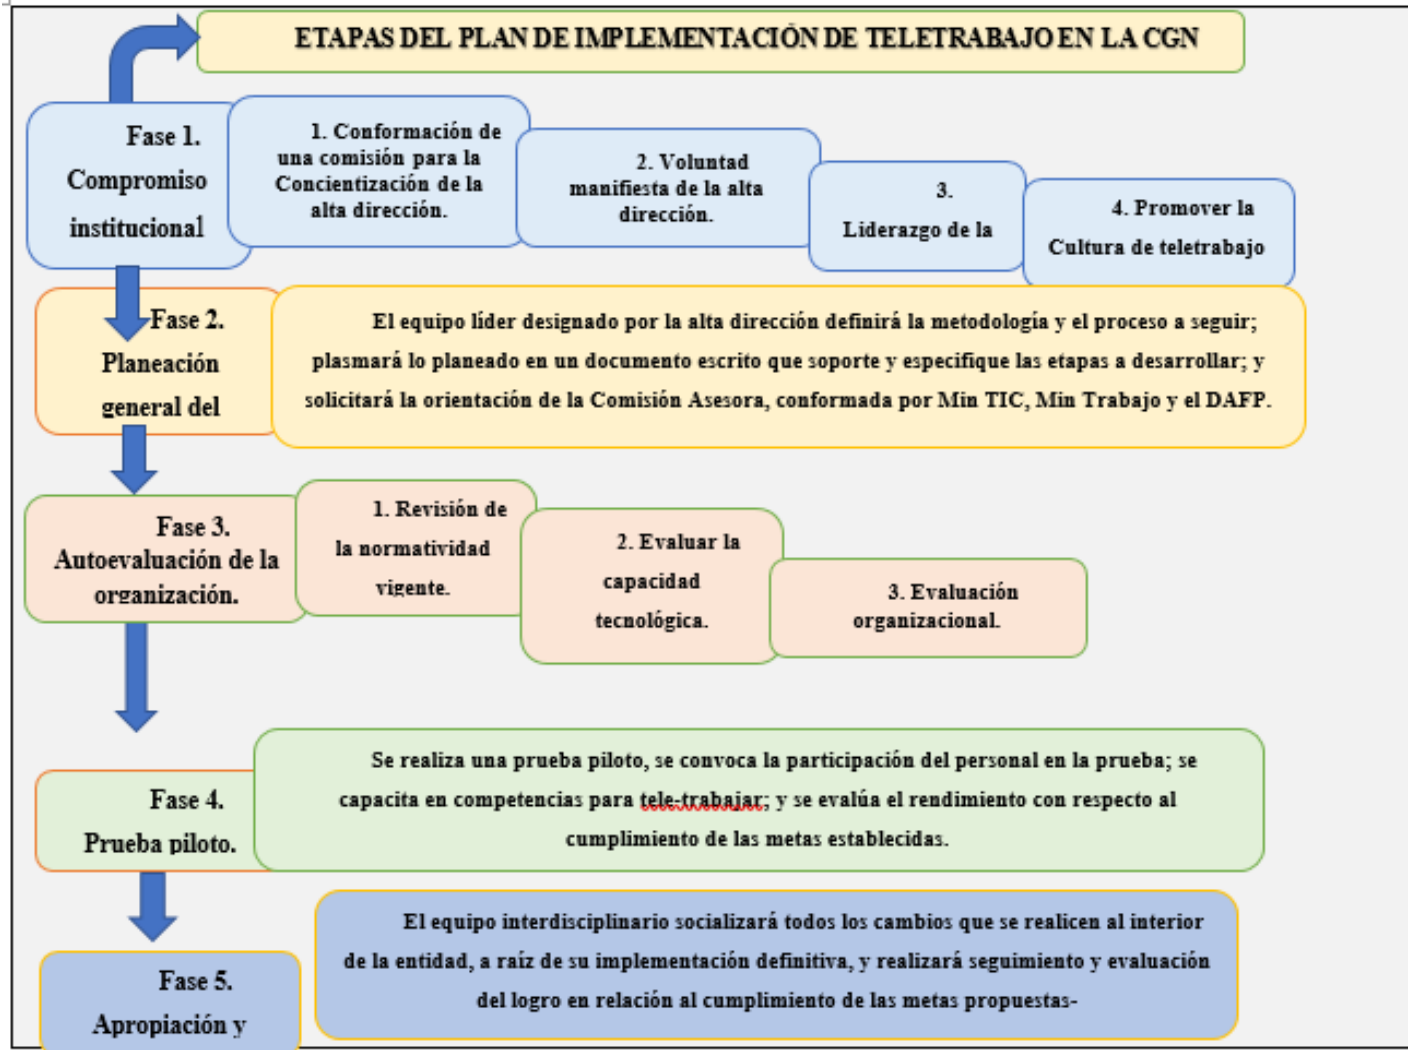 ETAPAS DEL PLAN DE IMPLEMENTACIÓN DE TELETRABAJO EN LA CGN
Fase 1.
Compromiso
institucional
1. Conformación de
una comisión para la
Concientización de la
alta dirección.
2. Voluntad
manifiesta de la alta
dirección.
3.
Liderazgo de la
4. Promover la
Cultura de teletrabajo
Fase 2.
Planeación
general del
El equipo líder designado por la alta dirección definirá la metodología y el proceso a seguir;
plasmará lo planeado en un documento escrito que soporte y especifique las etapas a desarrollar; y
solicitará la orientación de la Comisión Asesora, conformada por Min TIC, Min Trabajo y el DAFP.
Fase 3.
Autoevaluación de la
organización.
1. Revisión de
la normatividad
vigente.
2. Evaluar la
capacidad
tecnológica.
3. Evaluación
organizacional.
Fase 4.
Prueba piloto.
Se realiza una prueba piloto, se convoca la participación del personal en la prueba; se
capacita en competencias para tele-trabajar; y se evalúa el rendimiento con respecto al
cumplimiento de las metas establecidas.
Fase 5.
Apropiación y
El equipo interdisciplinario socializará todos los cambios que se realicen al interior
de la entidad, a raíz de su implementación definitiva, y realizará seguimiento y evaluación
del logro en relación al cumplimiento de las metas propuestas-